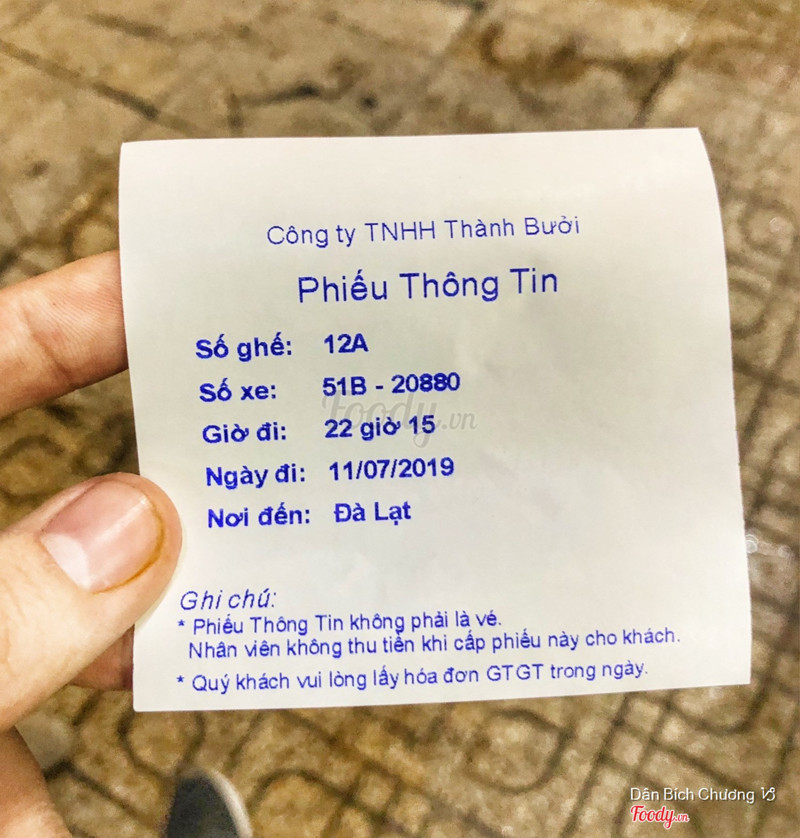 Công ty TNHH Thành Bưởi
Phiếu Thông Tin
Số ghế: 12A
Số xe: 51B - 20880
Giờ đi: 22 giờ 15
Ngày đi: 11/07/2019
Nơi đến: Đà Lạt
Ghi chú:
* Phiếu Thông Tin không phải là vé.
Nhân viên không thu tiền khi cấp phiếu này cho khách.
* Quý khách vui lòng lấy hóa đơn GTGT trong ngày.
Foody.vn
Dân Bích Chương
Foody.vn